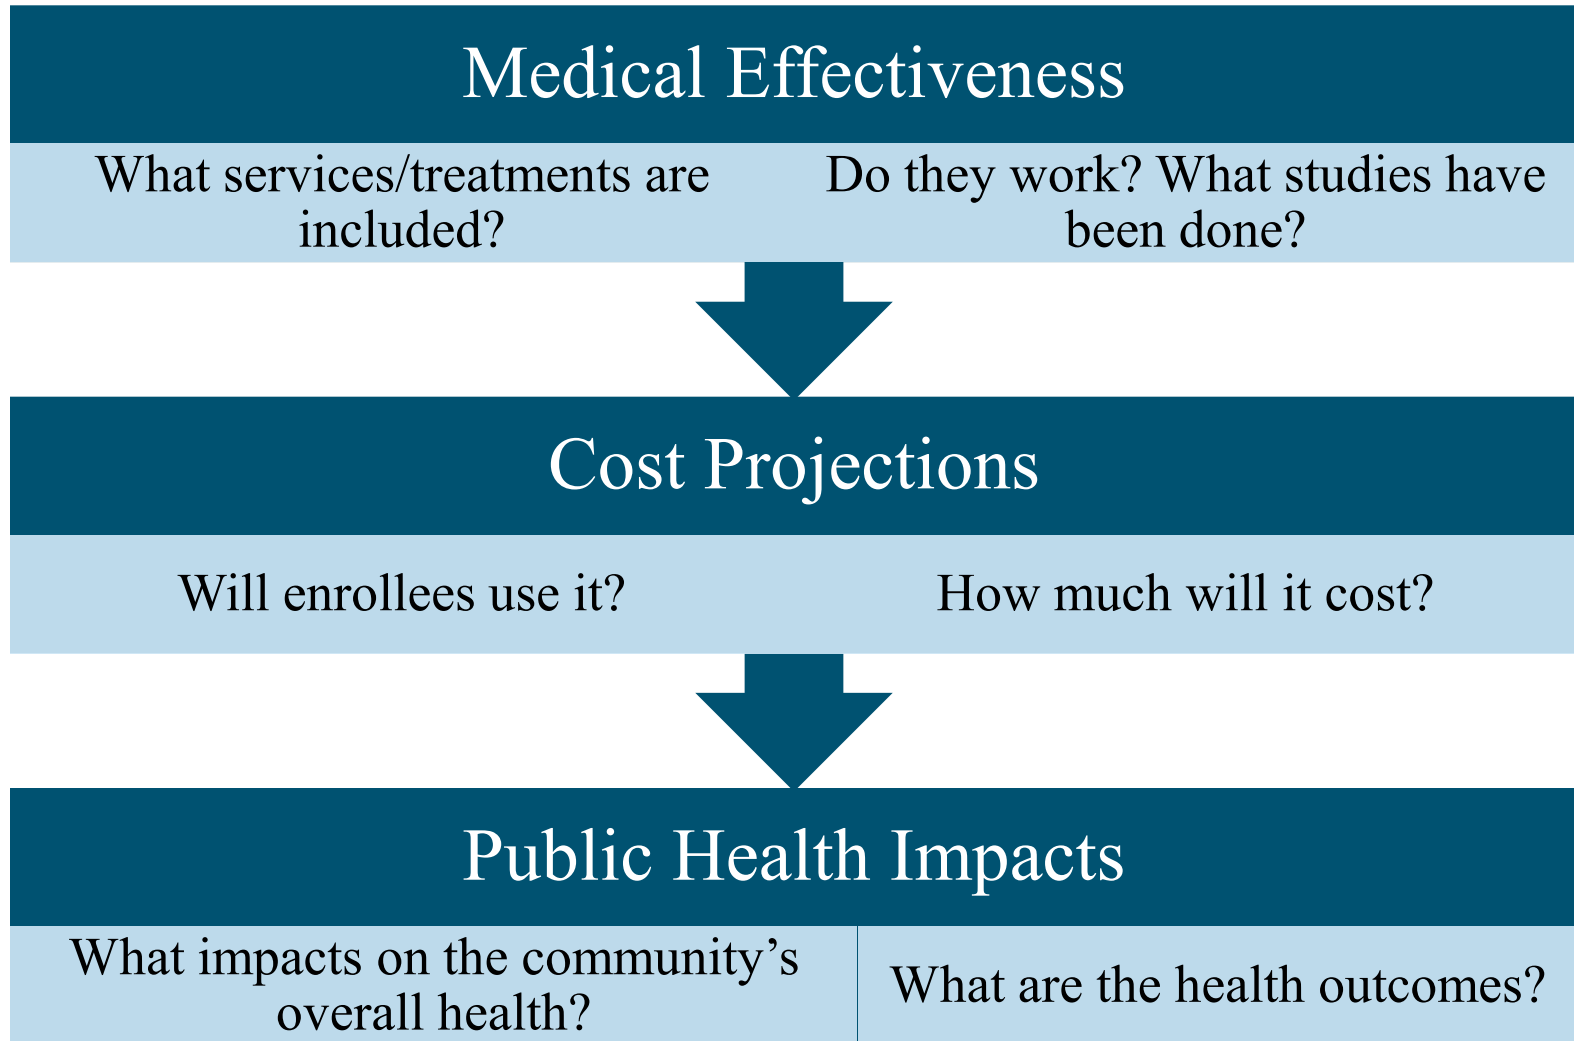 Medical Effectiveness
What services/treatments are
included?
Do they work? What studies have
been done?
Cost Projections
Will enrollees use it?
How much will it cost?
Public Health Impacts
What impacts on the community’s
overall health?
What are the health outcomes?